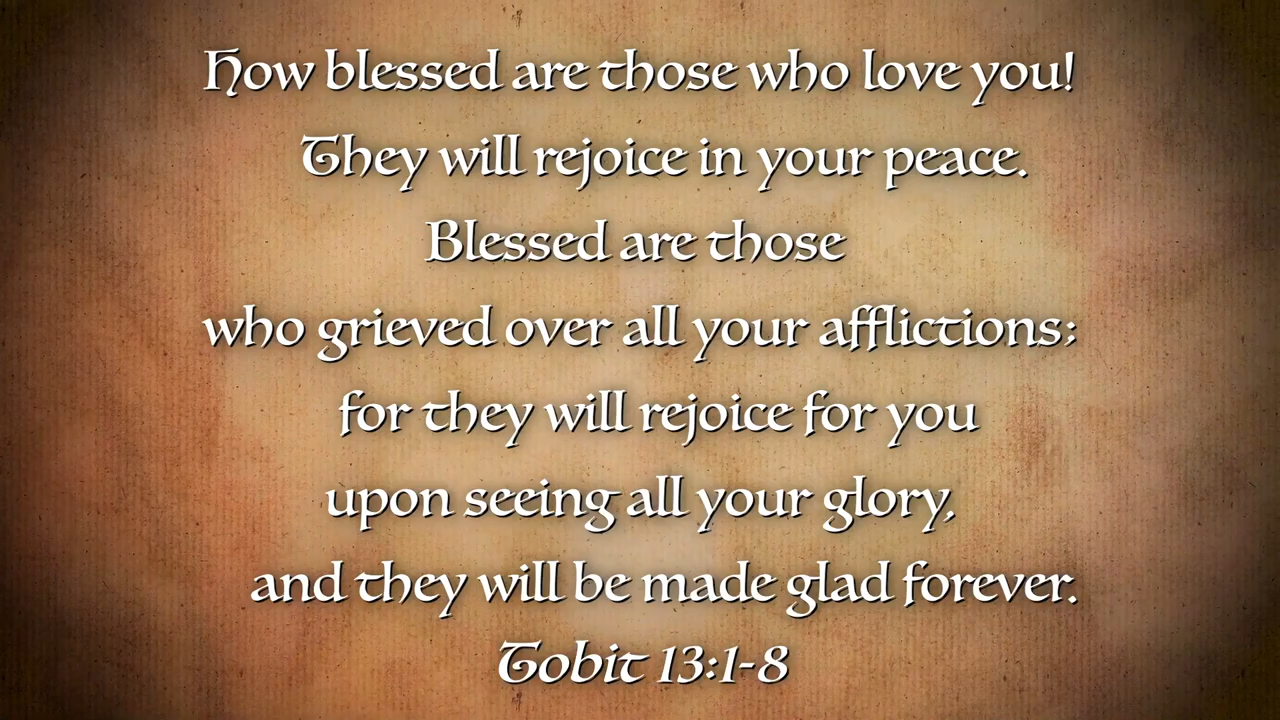 How blessed are those who love you!
They will rejoice in your peace.
Blessed are those
who grieved over all your afflictions;
for they will rejoice for you
upon seeing all your glory,
and they will be made glad forever.
Tobit 13:1-8